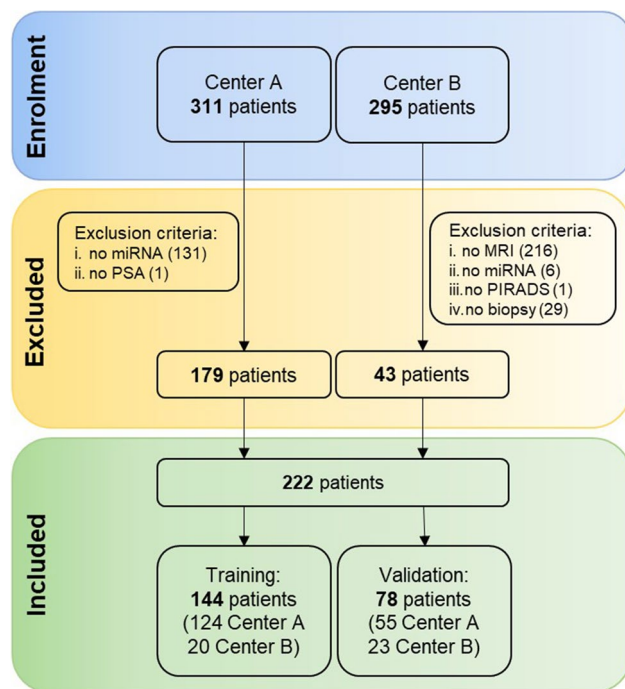 Enrolment
Center A
311 patients
Center B
295 patients
Excluded
Exclusion criteria:
i. no miRNA (131)
ii. no PSA (1)
Exclusion criteria:
i. no MRI (216)
ii. no miRNA (6)
iii. no PIRADS (1)
iv. no biopsy (29)
179 patients
43 patients
Included
222 patients
Training:
144 patients
(124 Center A
20 Center B)
Validation:
78 patients
(55 Center A
23 Center B)